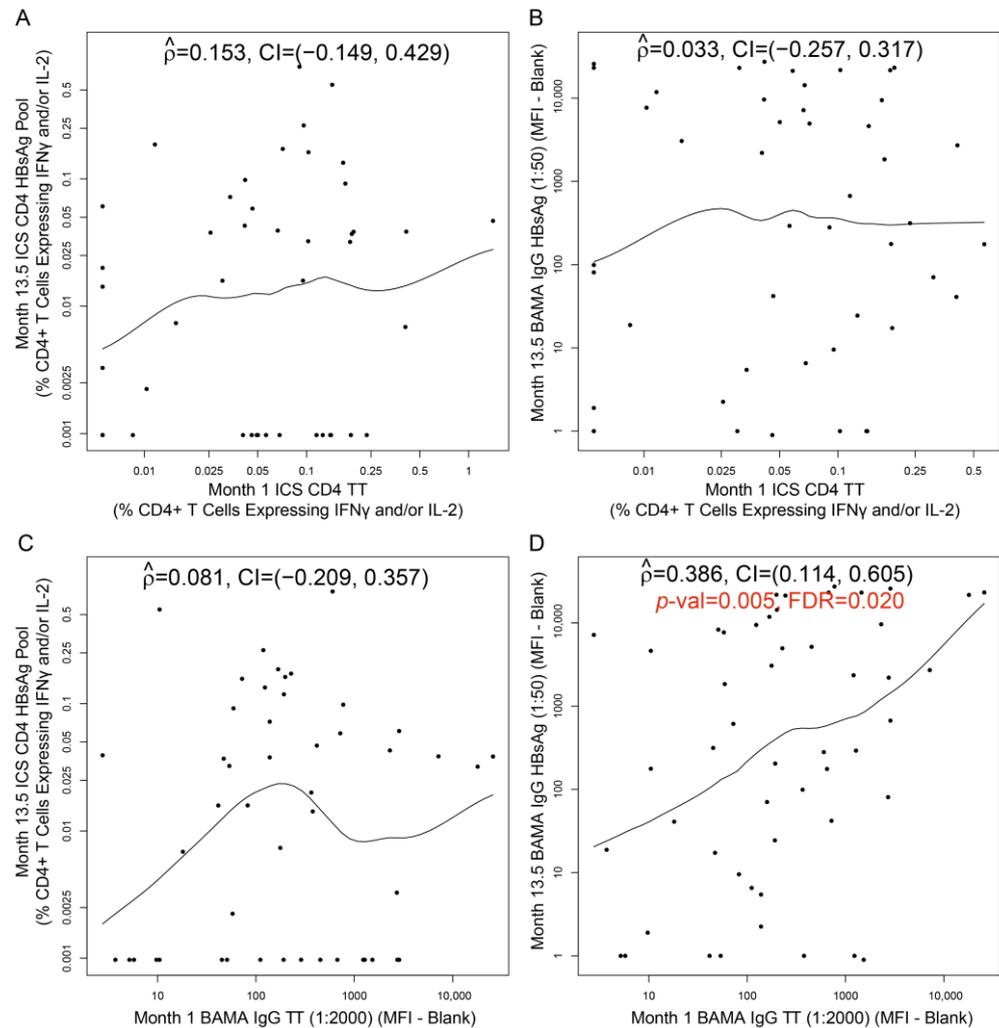 A
ρ̂=0.153, CI=(−0.149, 0.429)
Month 13.5 ICS CD4 HBsAg Pool
(% CD4+ T Cells Expressing IFNγ and/or IL-2)
0.5
0.25
0.1
0.05
0.025
0.01
0.0025
0.001
0.01 0.025 0.05 0.1 0.25 0.5 1
Month 1 ICS CD4 TT
(% CD4+ T Cells Expressing IFNγ and/or IL-2)
B
ρ̂=0.033, CI=(−0.257, 0.317)
Month 13.5 BAMA IgG HBsAg (1:50) (MFI - Blank)
10,000
1000
100
10
1
0.01 0.025 0.05 0.1 0.25 0.5
Month 1 ICS CD4 TT
(% CD4+ T Cells Expressing IFNγ and/or IL-2)
C
ρ̂=0.081, CI=(−0.209, 0.357)
Month 13.5 ICS CD4 HBsAg Pool
(% CD4+ T Cells Expressing IFNγ and/or IL-2)
0.5
0.25
0.1
0.05
0.025
0.01
0.0025
0.001
10 100 1000 10,000
Month 1 BAMA IgG TT (1:2000) (MFI - Blank)
D
ρ̂=0.386, CI=(0.114, 0.605)
p-val=0.005, FDR=0.020
Month 13.5 BAMA IgG HBsAg (1:50) (MFI - Blank)
10,000
1000
100
10
1
10 100 1000 10,000
Month 1 BAMA IgG TT (1:2000) (MFI - Blank)